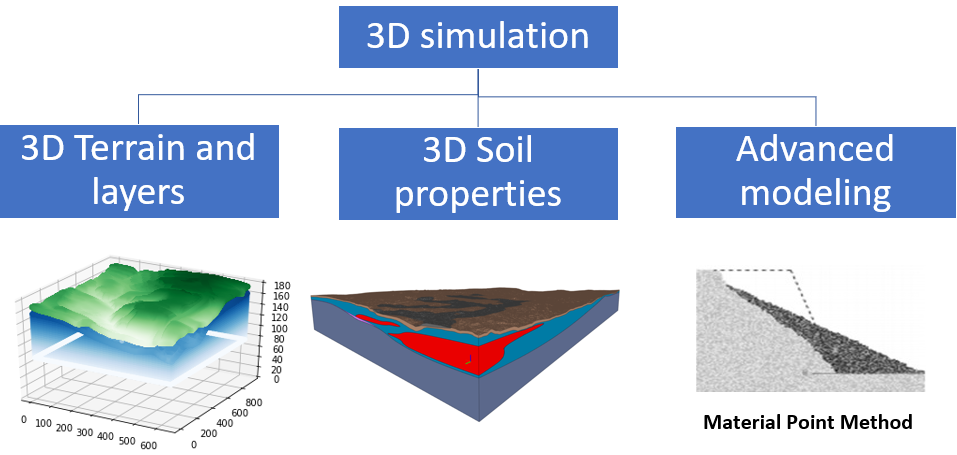 3D simulation
3D Terrain and
layers
3D Soil
properties
Advanced
modeling
180
160
140
120
100
80
60
40
20
0
0 100 200 300 400 500 600
0 200 400 600 800
Material Point Method